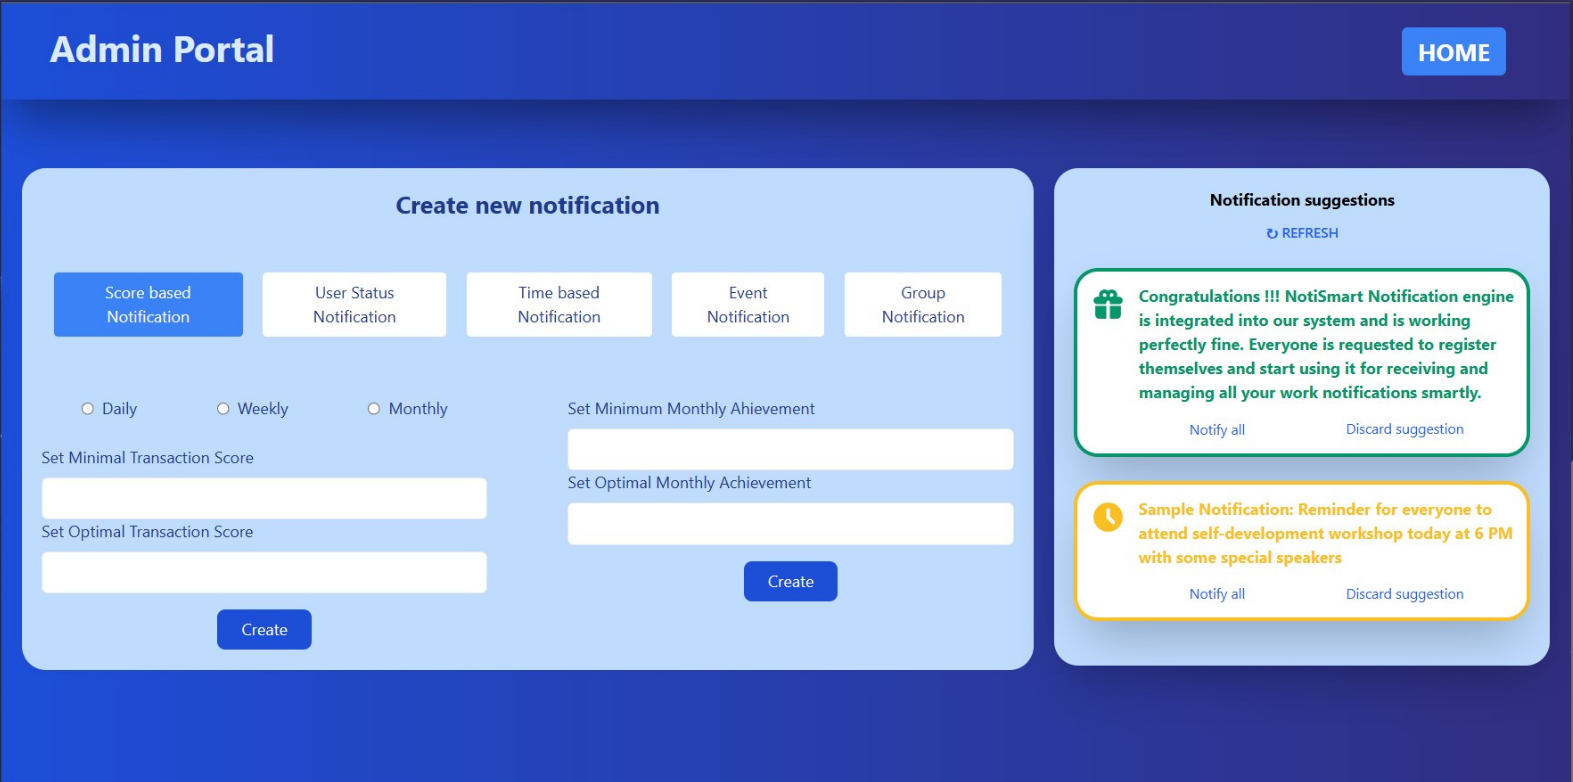 Admin Portal
HOME
Create new notification
Score based
Notification
User Status
Notification
Time based
Notification
Event
Notification
Group
Notification
Daily
Weekly
Monthly
Set Minimal Transaction Score
Set Optimal Transaction Score
Create
Set Minimum Monthly Ahievement
Set Optimal Monthly Achievement
Create
Notification suggestions
↻ REFRESH
Congratulations !!! NotiSmart Notification engine
is integrated into our system and is working
perfectly fine. Everyone is requested to register
themselves and start using it for receiving and
managing all your work notifications smartly.
Notify all
Discard suggestion
Sample Notification: Reminder for everyone to
attend self-development workshop today at 6 PM
with some special speakers
Notify all
Discard suggestion